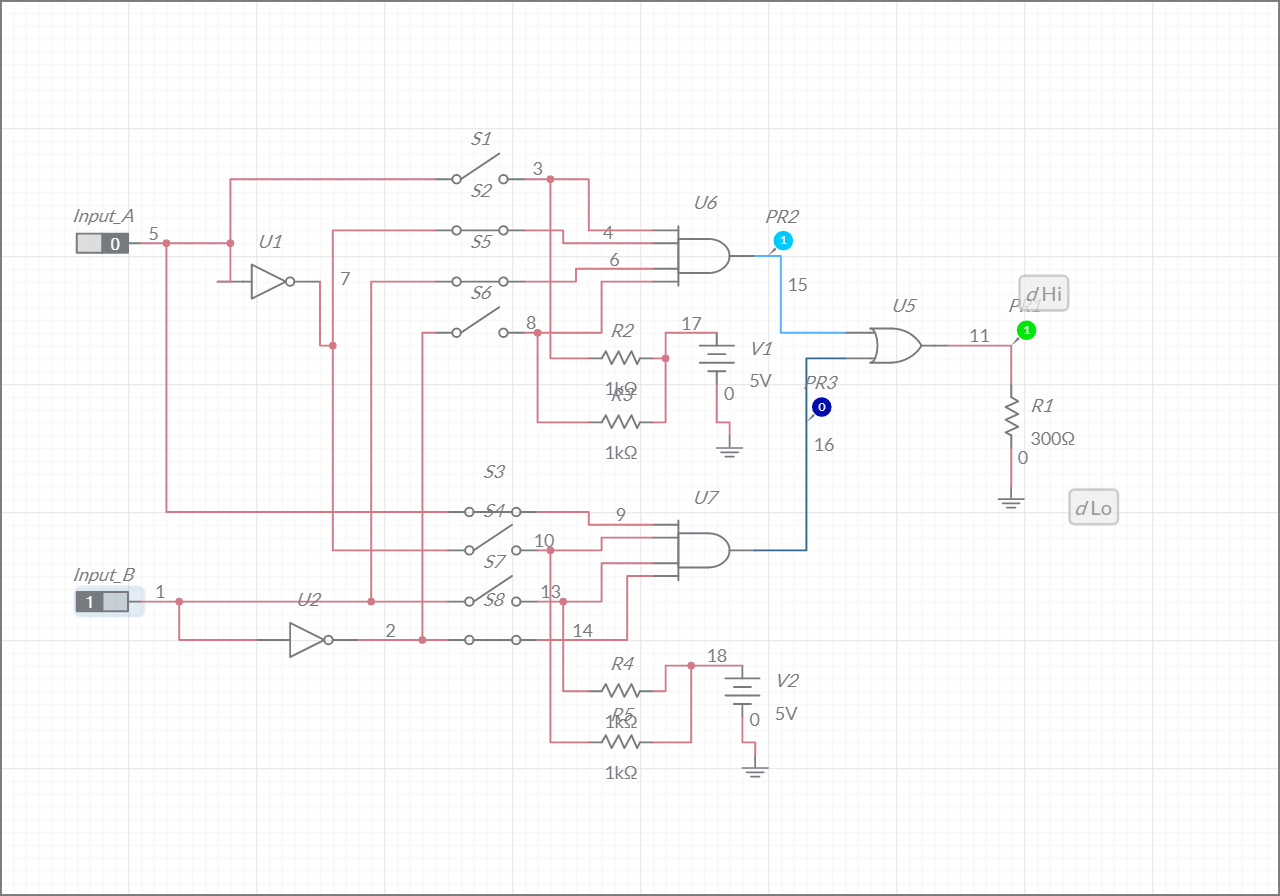 S1
3
S2
U6
Input_A
5
PR2
U1
4
1
0
S5
6
7
15
dHi
S6
U5
PR1
8
R2
17
1
11
V1
1kΩ
5V
PR3
R3
0
0
R1
1kΩ
16
300Ω
0
S3
U7
S4
9
dLo
10
S7
Input_B
1
13
1
U2
S8
2
14
R4
18
V2
R5
1kΩ
5V
0
1kΩ